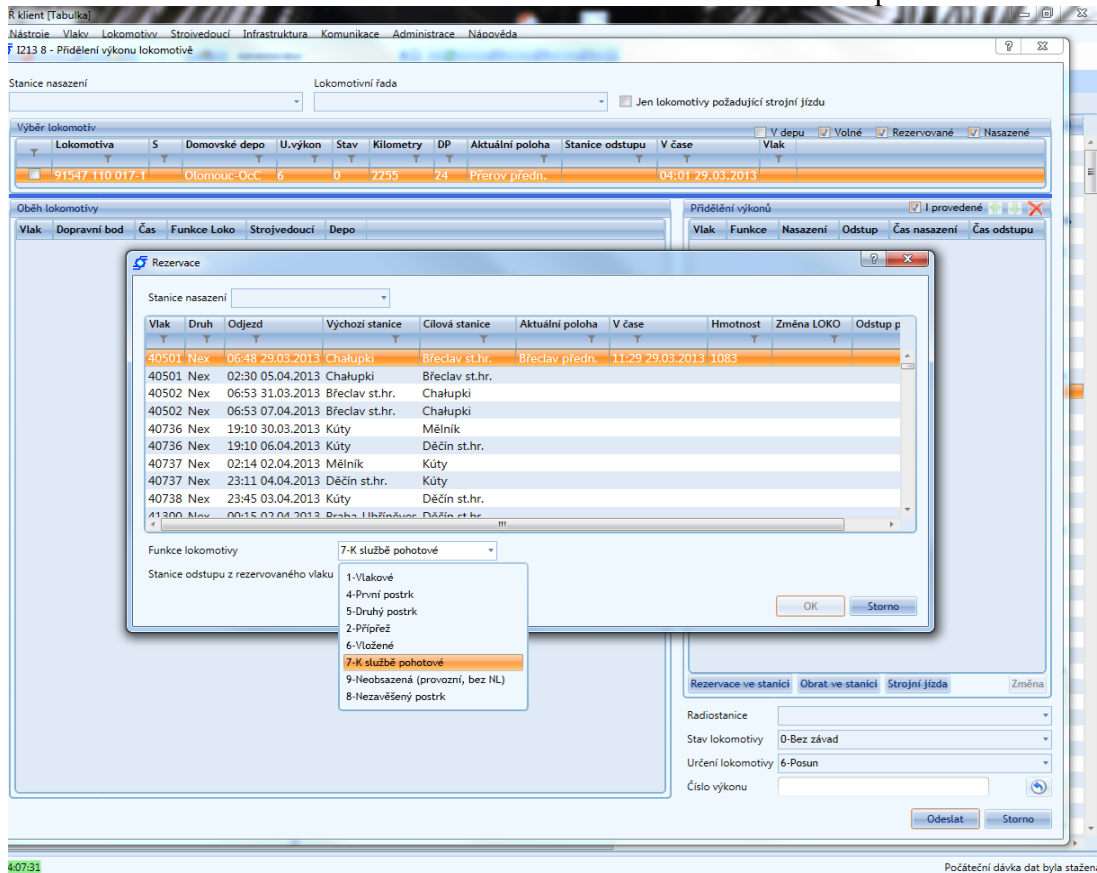 R klient [Tabulka]
Nástroje Vlaky Lokomotivy Strojvedoucí Infrastruktura Komunikace Administrace Nápověda
I213 8 - Přidělení výkonu lokomotivě
Stanice nasazení Lokomotivní řada
Jen lokomotivy požadující strojní jízdu
Výběr lokomotiv V depu Volné Rezervované Nasazené
Lokomotiva S Domovské depo U.výkon Stav Kilometry DP Aktuální poloha Stanice odstupu V čase Vlak
91547 110 017-1 Olomouc-OcC 6 0 2255 24 Přerov předn. 04:01 29.03.2013
Oběh lokomotivy Přidělění výkonů I provedené
Vlak Dopravní bod Čas Funkce Loko Strojvedoucí Depo Vlak Funkce Nasazení Odstup Čas nasazení Čas odstupu
Rezervace
Stanice nasazení
Vlak Druh Odjezd Výchozí stanice Cílová stanice Aktuální poloha V čase Hmotnost Změna LOKO Odstup p
40501 Nex 06:48 29.03.2013 Chałupki Břeclav st.hr. Břeclav předn. 11:29 29.03.2013 1083
40501 Nex 02:30 05.04.2013 Chałupki Břeclav st.hr.
40502 Nex 06:53 31.03.2013 Břeclav st.hr. Chałupki
40502 Nex 06:53 07.04.2013 Břeclav st.hr. Chałupki
40736 Nex 19:10 30.03.2013 Kúty Mělník
40736 Nex 19:10 06.04.2013 Kúty Děčín st.hr.
40737 Nex 02:14 02.04.2013 Mělník Kúty
40737 Nex 23:11 04.04.2013 Děčín st.hr. Kúty
40738 Nex 23:45 03.04.2013 Kúty Děčín st.hr.
41300 Nex 00:15 02.04.2013 Praha-Uhříněves Děčín st.hr.
Funkce lokomotivy 7-K službě pohotové
Stanice odstupu z rezervovaného vlaku
1-Vlakové
4-První postrk
5-Druhý postrk
2-Přípřež
6-Vložené
7-K službě pohotové
9-Neobsazená (provozní, bez NL)
8-Nezavěšený postrk
OK Storno
Rezervace ve stanici Obrat ve stanici Strojní jízda Změna
Radiostanice
Stav lokomotivy 0-Bez závad
Určení lokomotivy 6-Posun
Číslo výkonu
Odeslat Storno
4:07:31 Počáteční dávka dat byla stažena